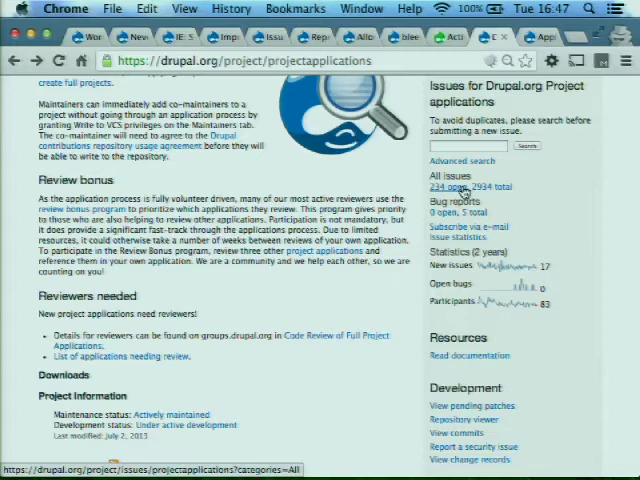 Chrome File Edit View History Bookmarks Window Help 100% Tue 16:47
https://drupal.org/project/projectapplications
create full projects.
Maintainers can immediately add co-maintainers to a
project without going through an application process by
granting Write to VCS privileges on the Maintainers tab.
The co-maintainer will need to agree to the Drupal
contributions repository usage agreement before they
will be able to write to the repository.
Review bonus
As the application process is fully volunteer driven, many of our most active reviewers use the
review bonus program to prioritize which applications they review. This program gives priority
to those who are also helping to review other applications. Participation is not mandatory, but
it does provide a significant fast-track through the applications process. Due to limited
resources, it could otherwise take a number of weeks between reviews of your own application.
To participate in the Review Bonus program, review three other project applications and
reference them in your own application. We are a community and we help each other, so we are
counting on you!
Reviewers needed
New project applications need reviewers!
Details for reviewers can be found on groups.drupal.org in Code Review of Full Project
Applications.
List of applications needing review.
Downloads
Project Information
Maintenance status: Actively maintained
Development status: Under active development
Last modified: July 2, 2013
Issues for Drupal.org Project
applications
To avoid duplicates, please search before
submitting a new issue.
Search
Advanced search
All issues
234 open, 2934 total
Bug reports
0 open, 5 total
Subscribe via e-mail
Issue statistics
Statistics (2 years)
New issues 17
Open bugs 0
Participants 83
Resources
Read documentation
Development
View pending patches
Repository viewer
View commits
Report a security issue
View change records
https://drupal.org/project/issues/projectapplications?categories=All